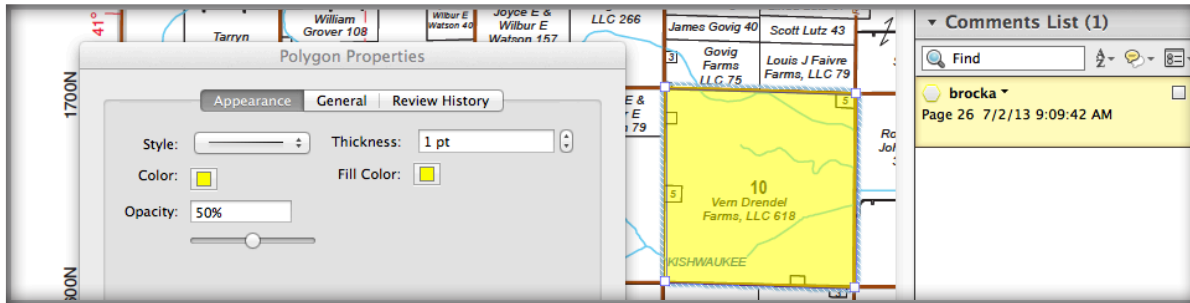 41°
William
Grover 108
Tarryn
Wilbur E
Watson 40
Joyce E &
Wilbur E
Watson 157
LLC 266
James Govig 40
Scott Lutz 43
3
Govig
Farms
LLC 75
Louis J Faivre
Farms, LLC 79
1700N
E &
E
79
5
5
10
Vern Drendel
Farms, LLC 618
KISHWAUKEE
Polygon Properties
Appearance
General
Review History
Style:
Thickness:
1 pt
Color:
Fill Color:
Opacity:
50%
Comments List (1)
Find
brocka
Page 26 7/2/13 9:09:42 AM